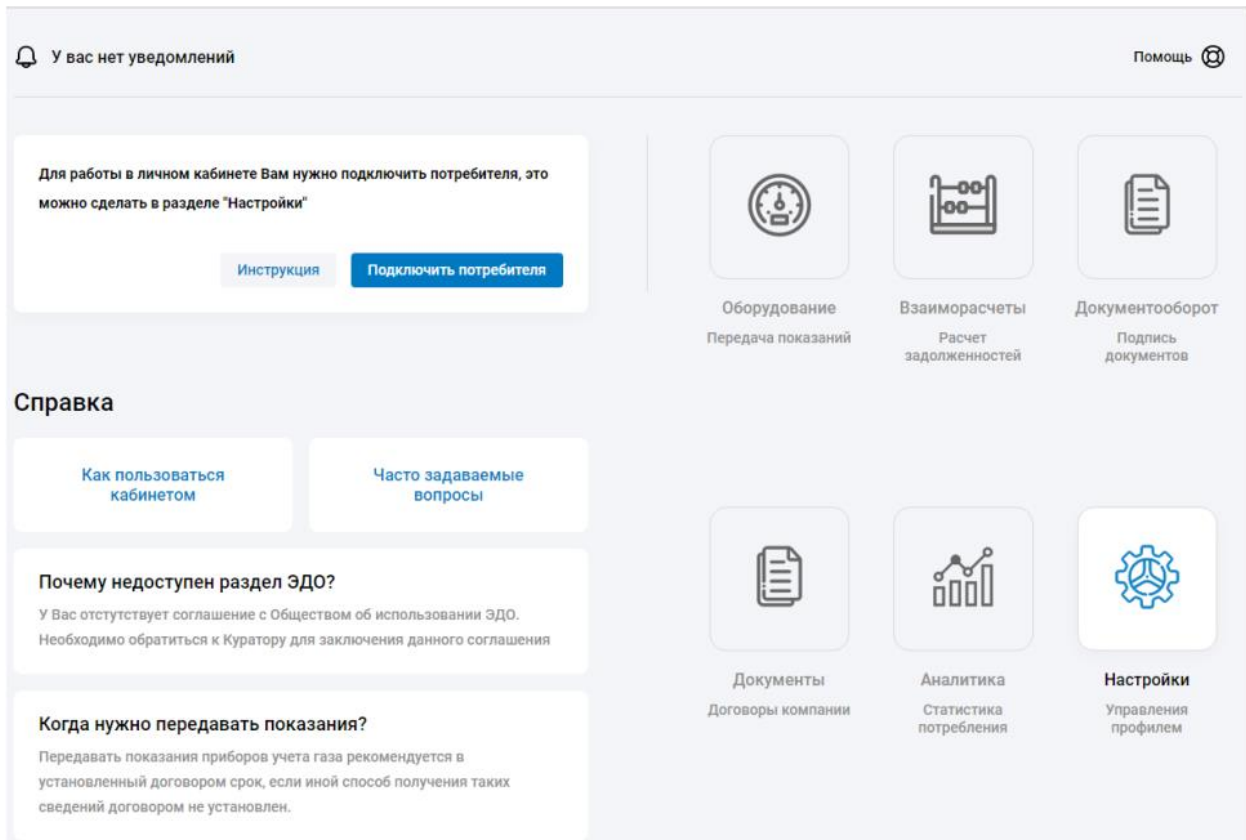 У вас нет уведомлений
Помощь
Для работы в личном кабинете Вам нужно подключить потребителя, это
можно сделать в разделе "Настройки"
Инструкция
Подключить потребителя
Оборудование
Передача показаний
Взаиморасчеты
Расчет
задолженностей
Документооборот
Подпись
документов
Справка
Как пользоваться
кабинетом
Часто задаваемые
вопросы
Почему недоступен раздел ЭДО?
У Вас отстутствует соглашение с Обществом об использовании ЭДО.
Необходимо обратиться к Куратору для заключения данного соглашения
Когда нужно передавать показания?
Передавать показания приборов учета газа рекомендуется в
установленный договором срок, если иной способ получения таких
сведений договором не установлен.
Документы
Договоры компании
Аналитика
Статистика
потребления
Настройки
Управления
профилем